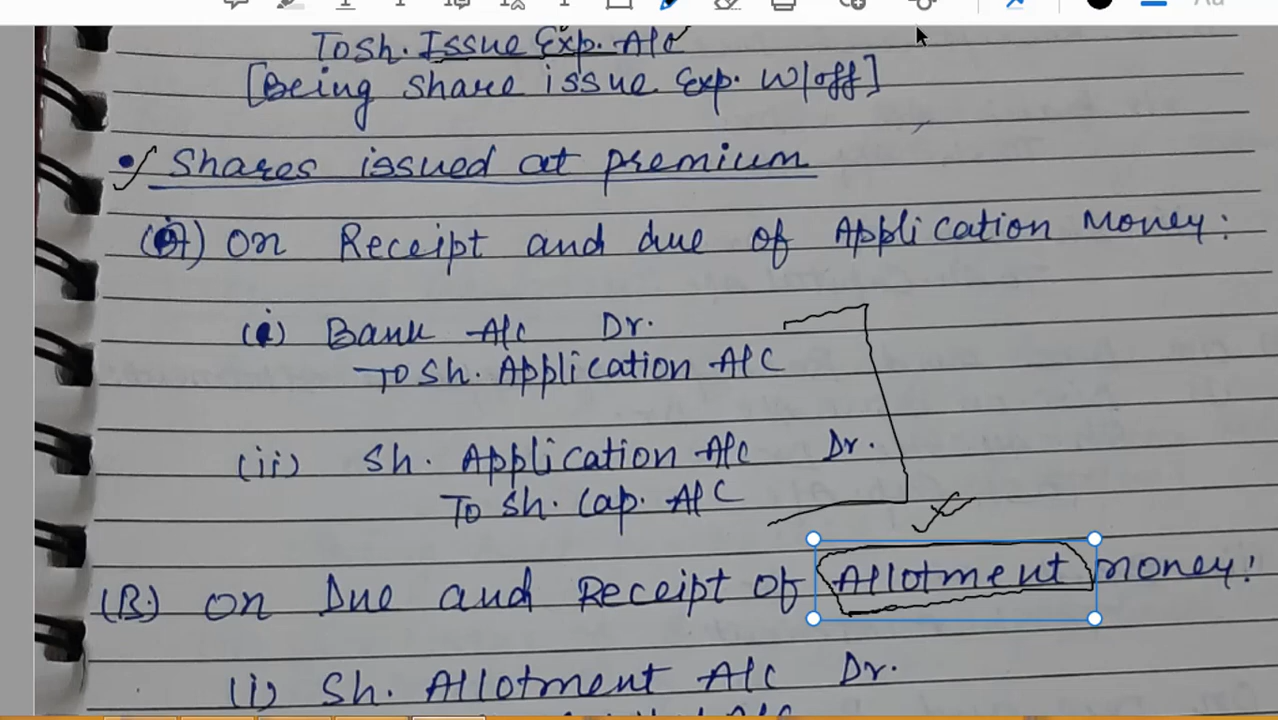 To Sh. Issue Exp. A/c
[Being share issue Exp. w/off]
Shares issued at premium
(A) On Receipt and due of Application Money:
(i) Bank A/c Dr.
To Sh. Application A/C
(ii) Sh. Application A/c Dr.
To Sh. Cap. A/C
(B) On Due and Receipt of Allotment money:
(i) Sh. Allotment A/c Dr.